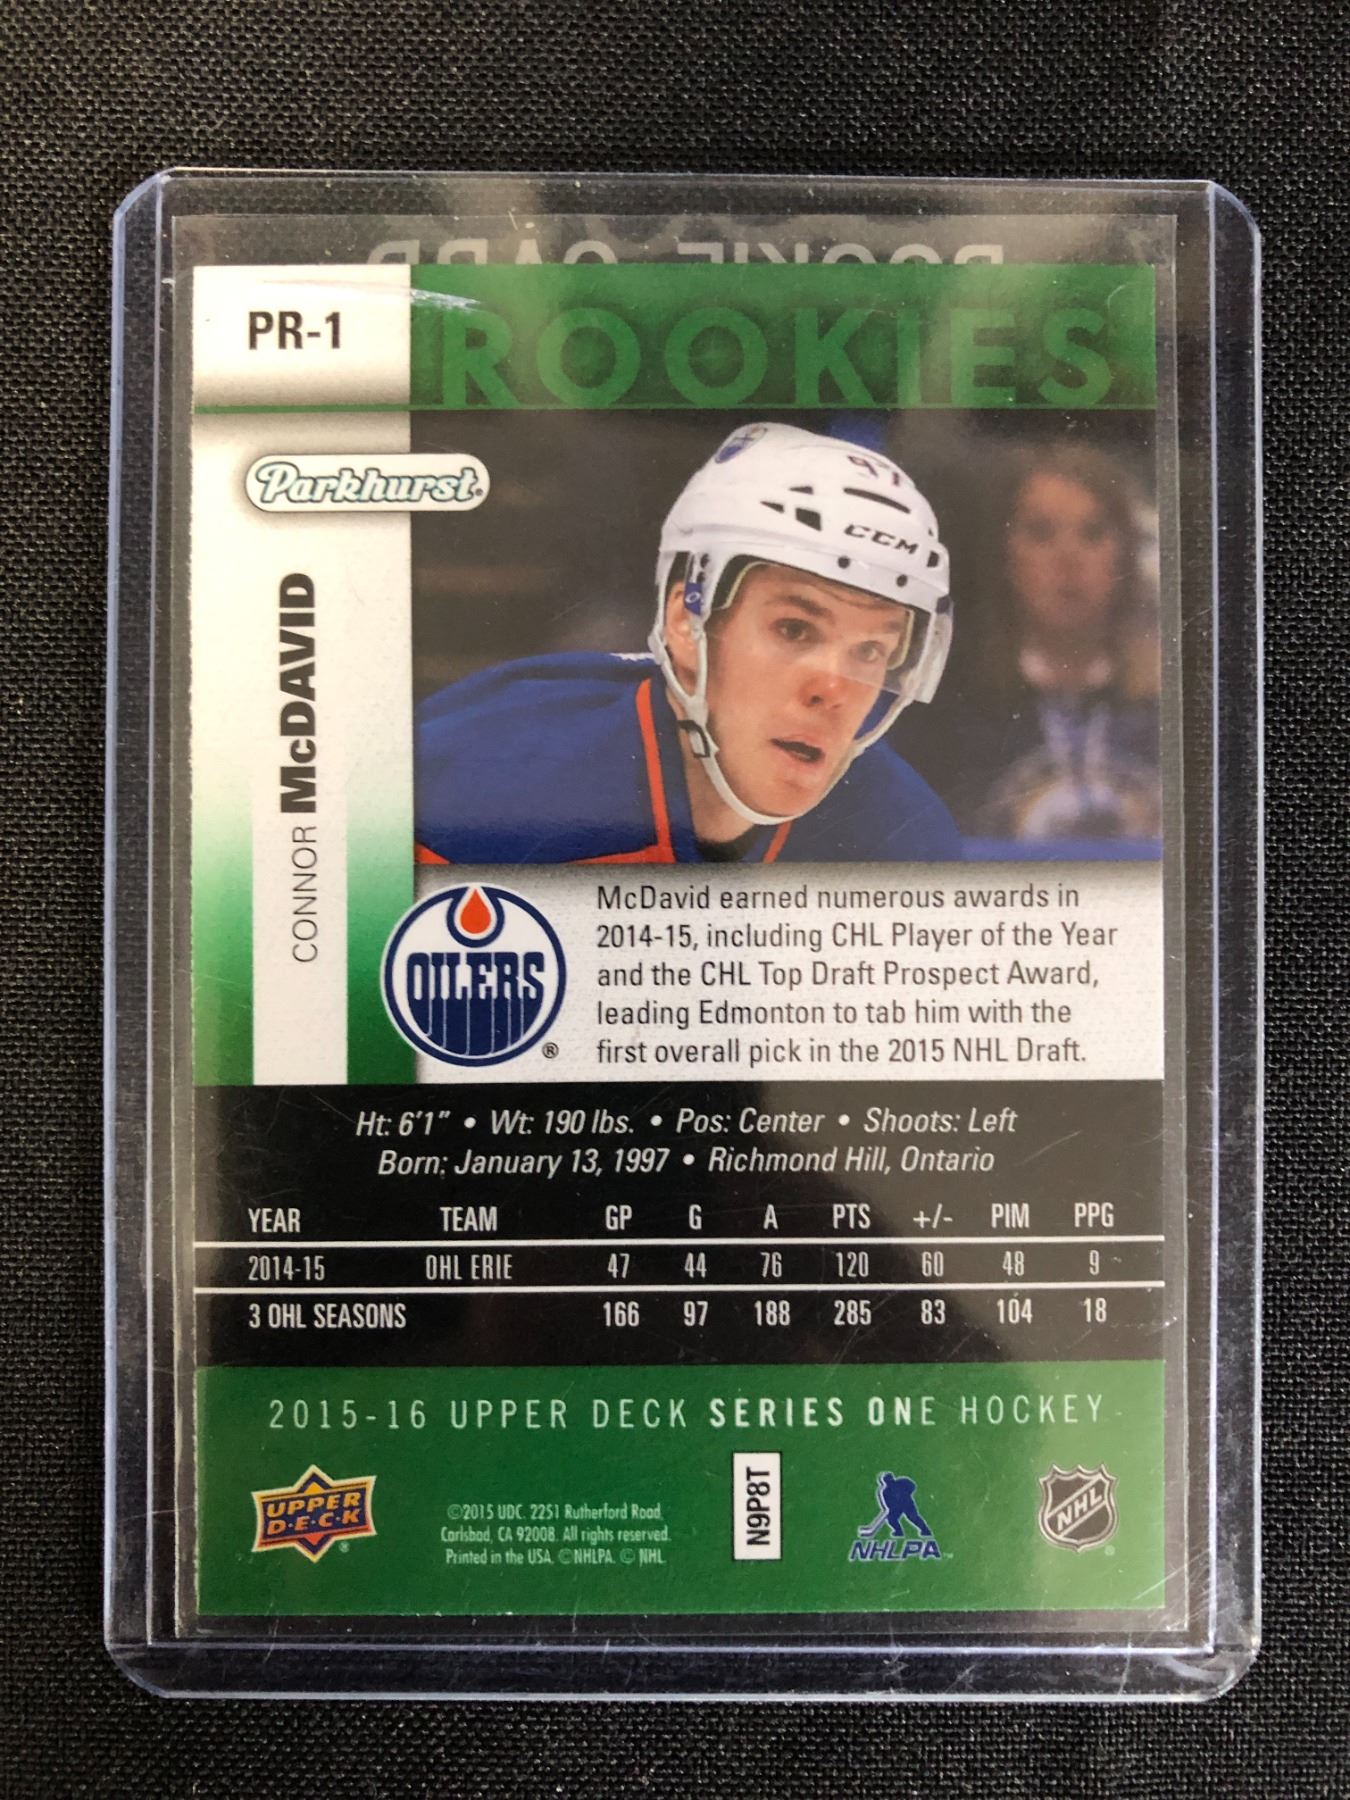 ROOKIE CARD
PR-1
ROOKIES
Parkhurst®
CONNOR McDAVID
97
CCM
OILERS®
McDavid earned numerous awards in
2014-15, including CHL Player of the Year
and the CHL Top Draft Prospect Award,
leading Edmonton to tab him with the
first overall pick in the 2015 NHL Draft.
Ht: 6'1" • Wt: 190 lbs. • Pos: Center • Shoots: Left
Born: January 13, 1997 • Richmond Hill, Ontario
YEAR TEAM GP G A PTS +/- PIM PPG
2014-15 OHL ERIE 47 44 76 120 60 48 9
3 OHL SEASONS 166 97 188 285 83 104 18
2015-16 UPPER DECK SERIES ONE HOCKEY
UPPER
D·E·C·K®
©2015 UDC. 2251 Rutherford Road,
Carlsbad, CA 92008. All rights reserved.
Printed in the USA. ©NHLPA. © NHL.
N9P8T
NHLPA™
NHL®